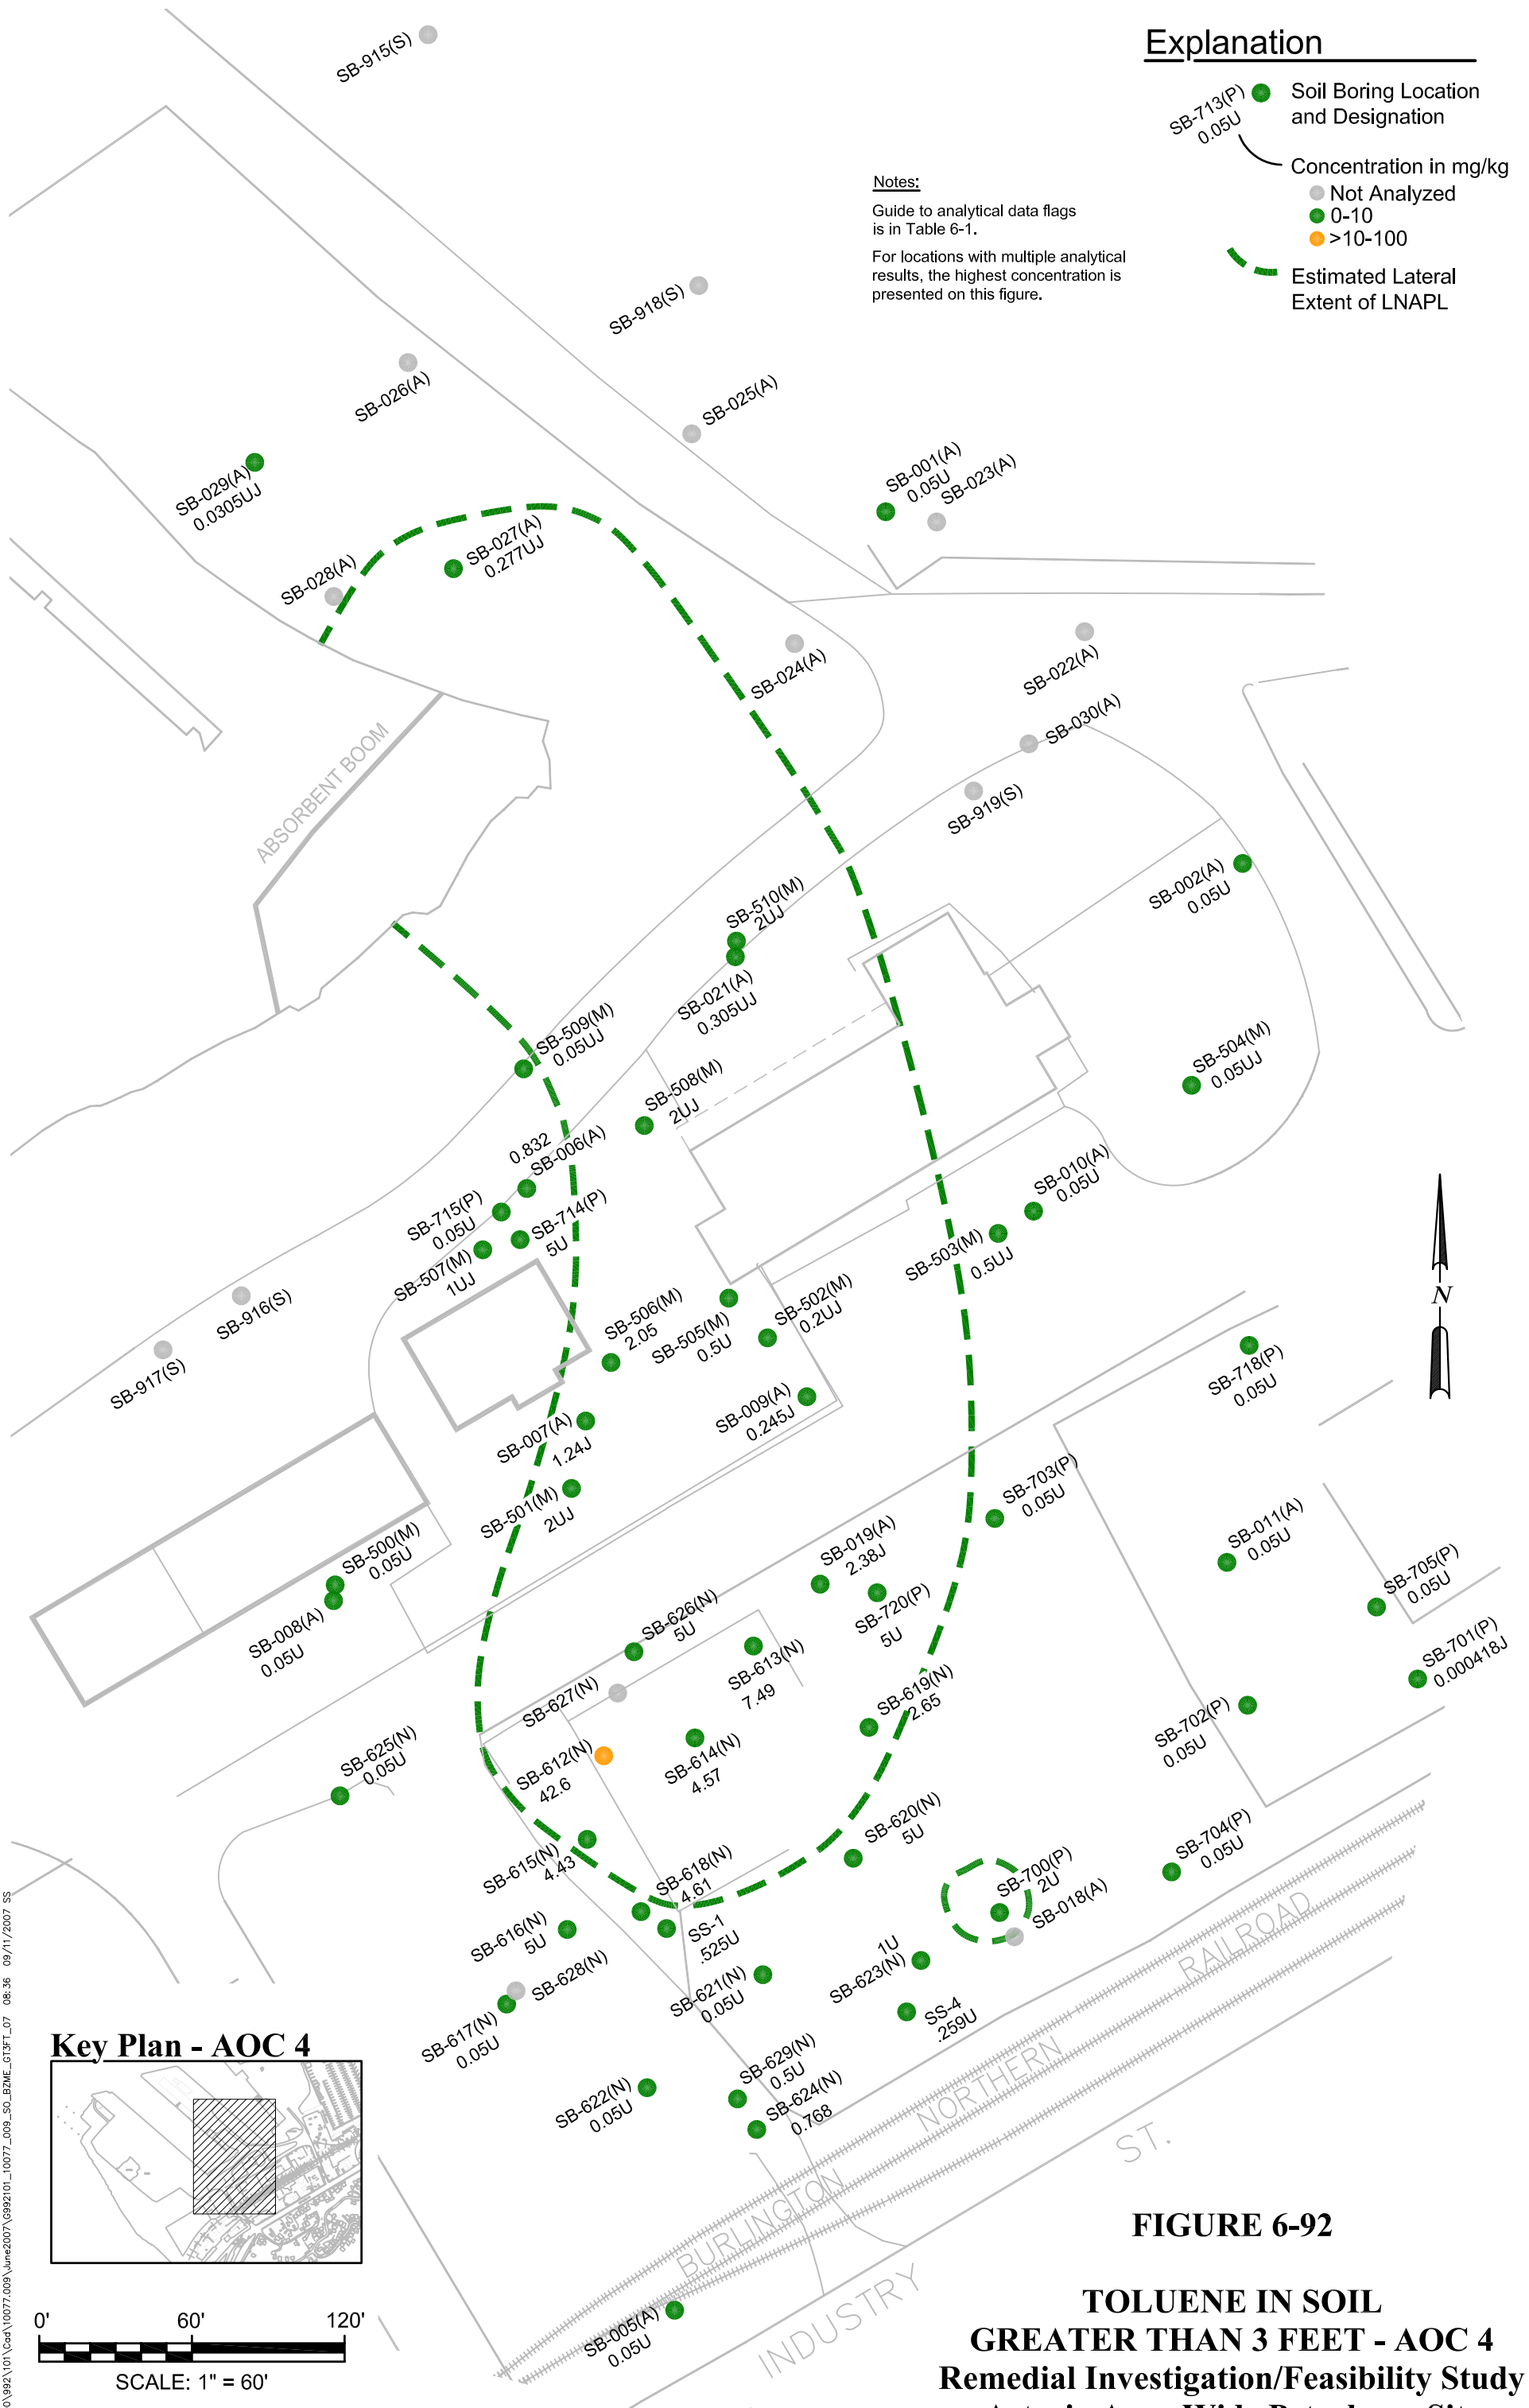 Explanation
SB-713(P)
0.05U
Soil Boring Location
and Designation
Concentration in mg/kg
Not Analyzed
0-10
>10-100
Estimated Lateral
Extent of LNAPL
Notes:
Guide to analytical data flags
is in Table 6-1.
For locations with multiple analytical
results, the highest concentration is
presented on this figure.
SB-915(S)
SB-918(S)
SB-026(A)
SB-025(A)
SB-029(A)
0.0305UJ
SB-001(A)
0.05U
SB-023(A)
SB-027(A)
0.277UJ
SB-028(A)
SB-024(A)
SB-022(A)
SB-030(A)
SB-919(S)
ABSORBENT BOOM
SB-002(A)
0.05U
SB-510(M)
2UJ
SB-021(A)
0.305UJ
SB-509(M)
0.05UJ
SB-504(M)
0.05UJ
SB-508(M)
2UJ
0.832
SB-006(A)
SB-715(P)
0.05U
SB-714(P)
5U
SB-507(M)
1UJ
SB-010(A)
0.05U
SB-503(M)
0.5UJ
SB-916(S)
SB-917(S)
SB-506(M)
2.05
SB-505(M)
0.5U
SB-502(M)
0.2UJ
N
SB-718(P)
0.05U
SB-009(A)
0.245J
SB-007(A)
1.24J
SB-501(M)
2UJ
SB-703(P)
0.05U
SB-500(M)
0.05U
SB-008(A)
0.05U
SB-019(A)
2.38J
SB-720(P)
5U
SB-011(A)
0.05U
SB-705(P)
0.05U
SB-701(P)
0.000418J
SB-626(N)
5U
SB-613(N)
7.49
SB-627(N)
SB-619(N)
2.65
SB-702(P)
0.05U
SB-614(N)
4.57
SB-612(N)
42.6
SB-625(N)
0.05U
SB-620(N)
5U
SB-615(N)
4.43
SB-618(N)
4.61
SB-704(P)
0.05U
SB-700(P)
2U
SB-018(A)
SB-616(N)
5U
SS-1
.525U
SB-628(N)
SB-617(N)
0.05U
SB-621(N)
0.05U
1U
SB-623(N)
SS-4
.259U
SB-622(N)
0.05U
SB-629(N)
0.5U
SB-624(N)
0.768
BURLINGTON NORTHERN RAILROAD
INDUSTRY ST.
SB-005(A)
0.05U
Key Plan - AOC 4
0' 60' 120'
SCALE: 1" = 60'
0\992\101\Cad\10077.009\June2007\G992101_10077_009_SO_BZME_GT3FT_07 08:36 09/11/2007 SS
FIGURE 6-92
TOLUENE IN SOIL
GREATER THAN 3 FEET - AOC 4
Remedial Investigation/Feasibility Study